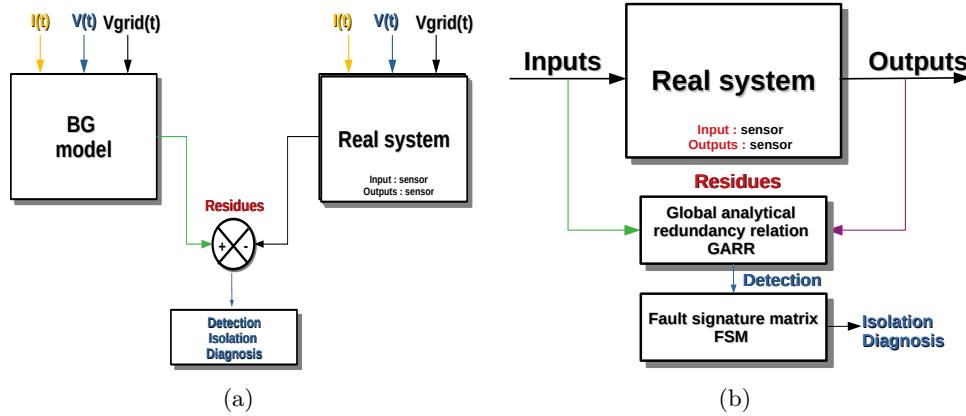 I(t) V(t) Vgrid(t)
BG
model
I(t) V(t) Vgrid(t)
Real system
Input : sensor
Outputs : sensor
Residues
+ -
Detection
Isolation
Diagnosis
(a)
Inputs
Real system
Input : sensor
Outputs : sensor
Outputs
Residues
Global analytical
redundancy relation
GARR
Detection
Fault signature matrix
FSM
Isolation
Diagnosis
(b)